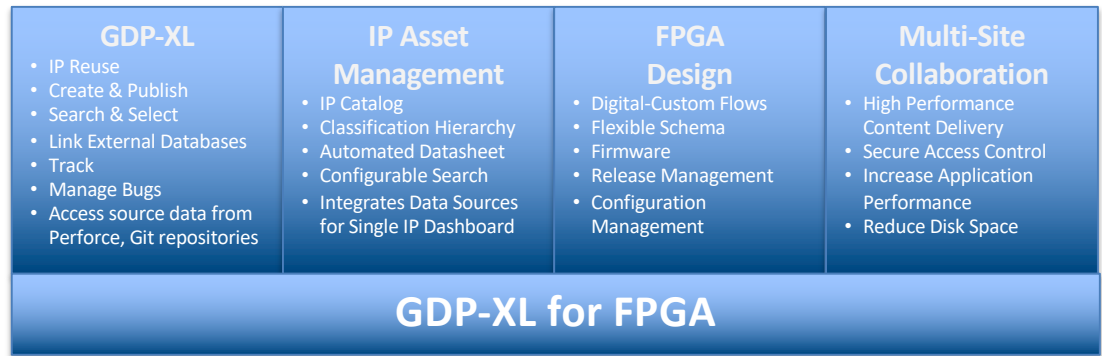 GDP-XL
• IP Reuse
• Create & Publish
• Search & Select
• Link External Databases
• Track
• Manage Bugs
• Access source data from
Perforce, Git repositories
IP Asset
Management
• IP Catalog
• Classification Hierarchy
• Automated Datasheet
• Configurable Search
• Integrates Data Sources
for Single IP Dashboard
FPGA
Design
• Digital-Custom Flows
• Flexible Schema
• Firmware
• Release Management
• Configuration
Management
Multi-Site
Collaboration
• High Performance
Content Delivery
• Secure Access Control
• Increase Application
Performance
• Reduce Disk Space
GDP-XL for FPGA